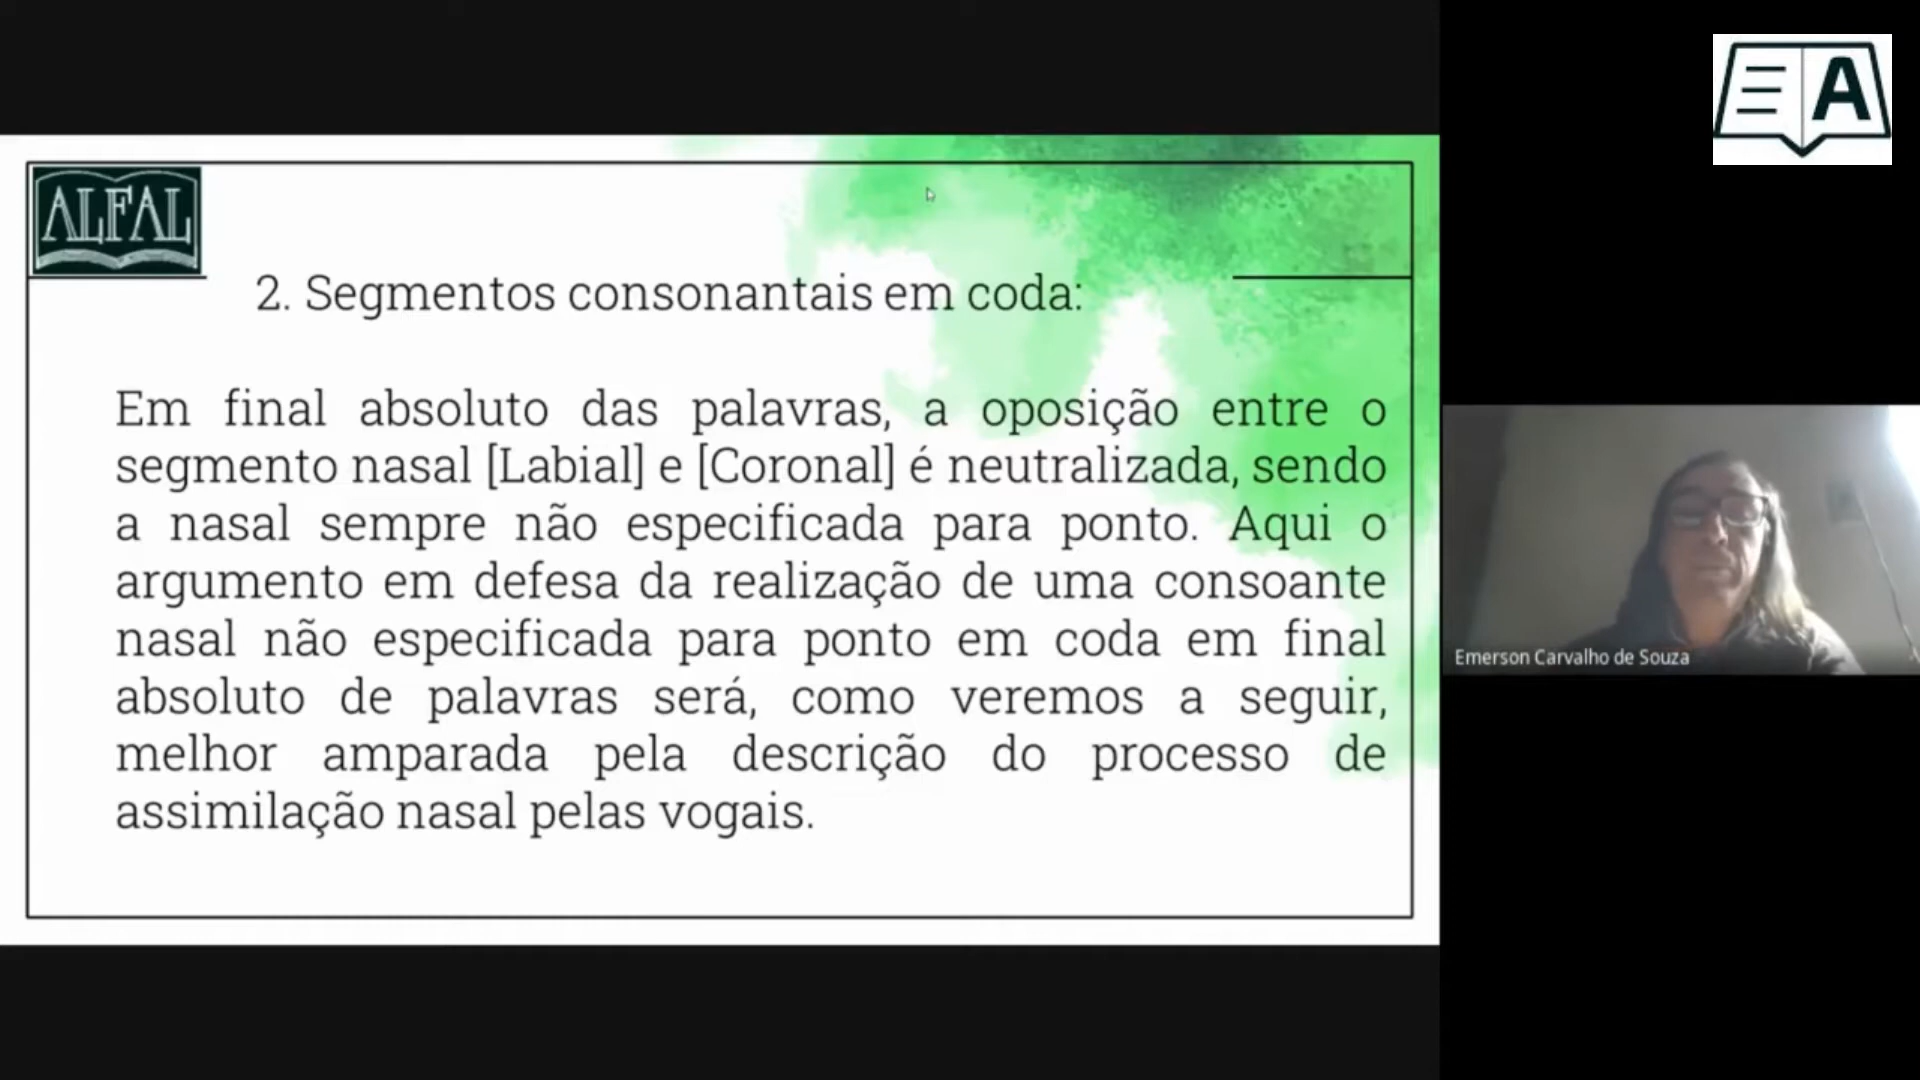 A
ALFAL
2. Segmentos consonantais em coda:
Em final absoluto das palavras, a oposição entre o
segmento nasal [Labial] e [Coronal] é neutralizada, sendo
a nasal sempre não especificada para ponto. Aqui o
argumento em defesa da realização de uma consoante
nasal não especificada para ponto em coda em final
absoluto de palavras será, como veremos a seguir,
melhor amparada pela descrição do processo de
assimilação nasal pelas vogais.
Emerson Carvalho de Souza